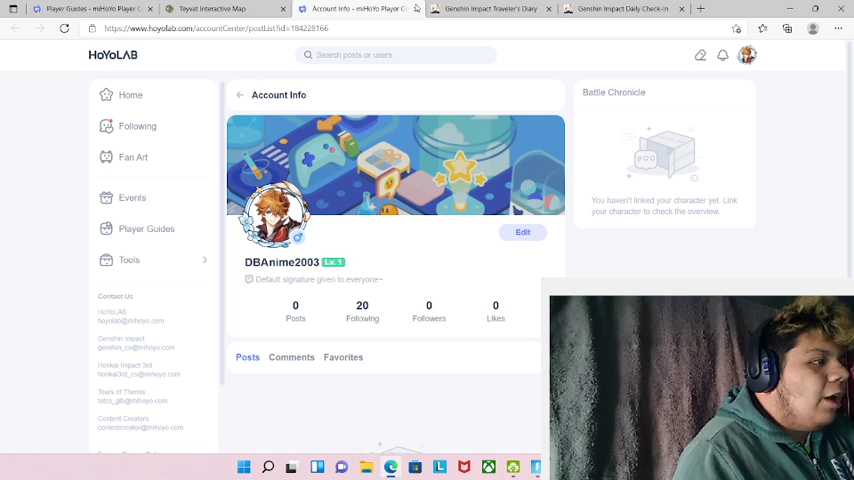 Player Guides - miHoYo Player C
Teyvat Interactive Map
Account Info - miHoYo Player Co
Genshin Impact Traveler's Diary
Genshin Impact Daily Check-In
https://www.hoyolab.com/accountCenter/postList?id=184228166
HoYoLAB
Search posts or users
Home
Following
Fan Art
Events
Player Guides
Tools
Contact Us
HoYoLAB
hoyolab@mihoyo.com
Genshin Impact
genshin_cs@mihoyo.com
Honkai Impact 3rd
honkai3rd_cs@mihoyo.com
Tears of Themis
totcs_glb@mihoyo.com
Content Creators
contentcreator@mihoyo.com
Account Info
Edit
DBAnime2003 Lv. 1
Default signature given to everyone~
0 20 0 0
Posts Following Followers Likes
Posts Comments Favorites
Battle Chronicle
You haven't linked your character yet. Link
your character to check the overview.